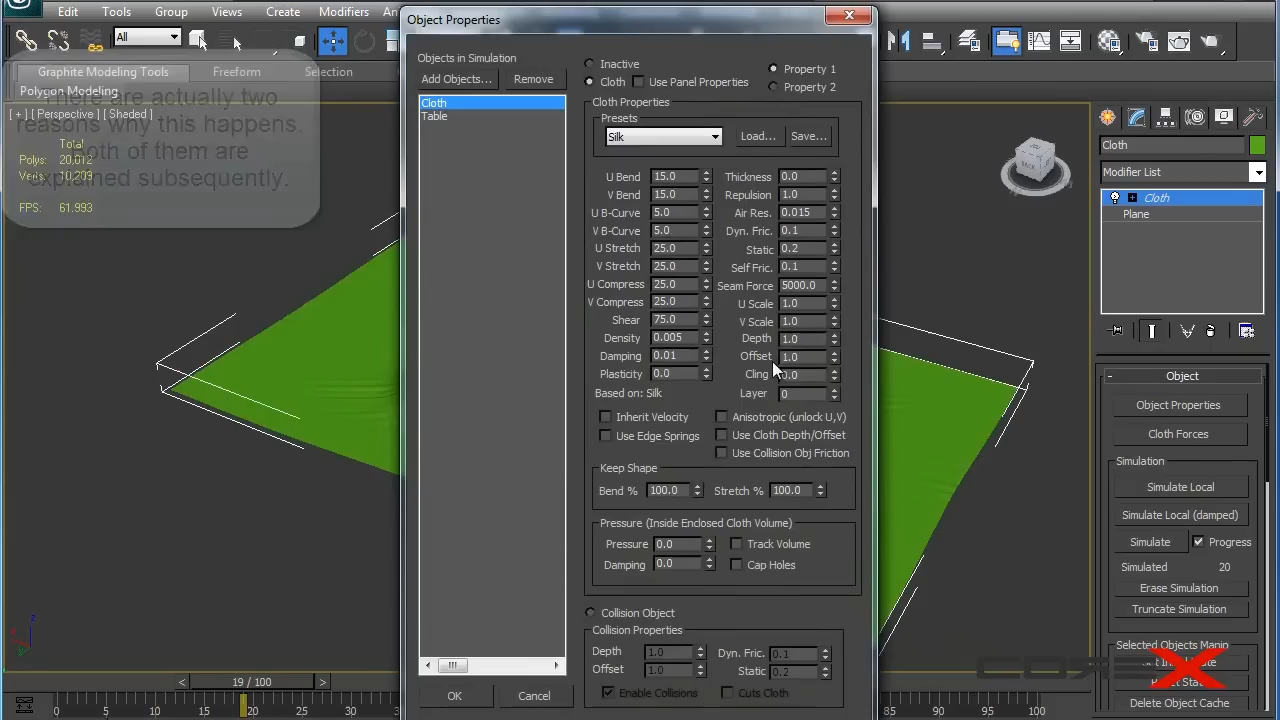 Edit Tools Group Views Create Modifiers An
All
Graphite Modeling Tools Freeform Selection
Polygon Modeling
There are actually two
reasons why this happens.
Both of them are
explained subsequently.
[ + ] [ Perspective ] [ Shaded ]
Total
Polys: 20,012
Verts: 10,209
FPS: 61.993
Object Properties
Objects in Simulation
Add Objects... Remove
Cloth
Table
OK Cancel
Inactive
Cloth Use Panel Properties
Property 1
Property 2
Cloth Properties
Presets
Silk Load... Save...
U Bend 15.0 Thickness 0.0
V Bend 15.0 Repulsion 1.0
U B-Curve 5.0 Air Res. 0.015
V B-Curve 5.0 Dyn. Fric. 0.1
U Stretch 25.0 Static 0.2
V Stretch 25.0 Self Fric. 0.1
U Compress 25.0 Seam Force 5000.0
V Compress 25.0 U Scale 1.0
Shear 75.0 V Scale 1.0
Density 0.005 Depth 1.0
Damping 0.01 Offset 1.0
Plasticity 0.0 Cling 0.0
Based on: Silk Layer 0
Inherit Velocity Anisotropic (unlock U,V)
Use Edge Springs Use Cloth Depth/Offset
Use Collision Obj Friction
Keep Shape
Bend % 100.0 Stretch % 100.0
Pressure (Inside Enclosed Cloth Volume)
Pressure 0.0 Track Volume
Damping 0.0 Cap Holes
Collision Object
Collision Properties
Depth 1.0 Dyn. Fric. 0.1
Offset 1.0 Static 0.2
Enable Collisions Cuts Cloth
BACK
Cloth
Modifier List
Cloth
Plane
- Object
Object Properties
Cloth Forces
Simulation
Simulate Local
Simulate Local (damped)
Simulate Progress
Simulated 20
Erase Simulation
Truncate Simulation
Selected Objects Manip
Delete Object Cache
z
< 19 / 100 >
0 5 10 15 20 25 30 35 90 95 100